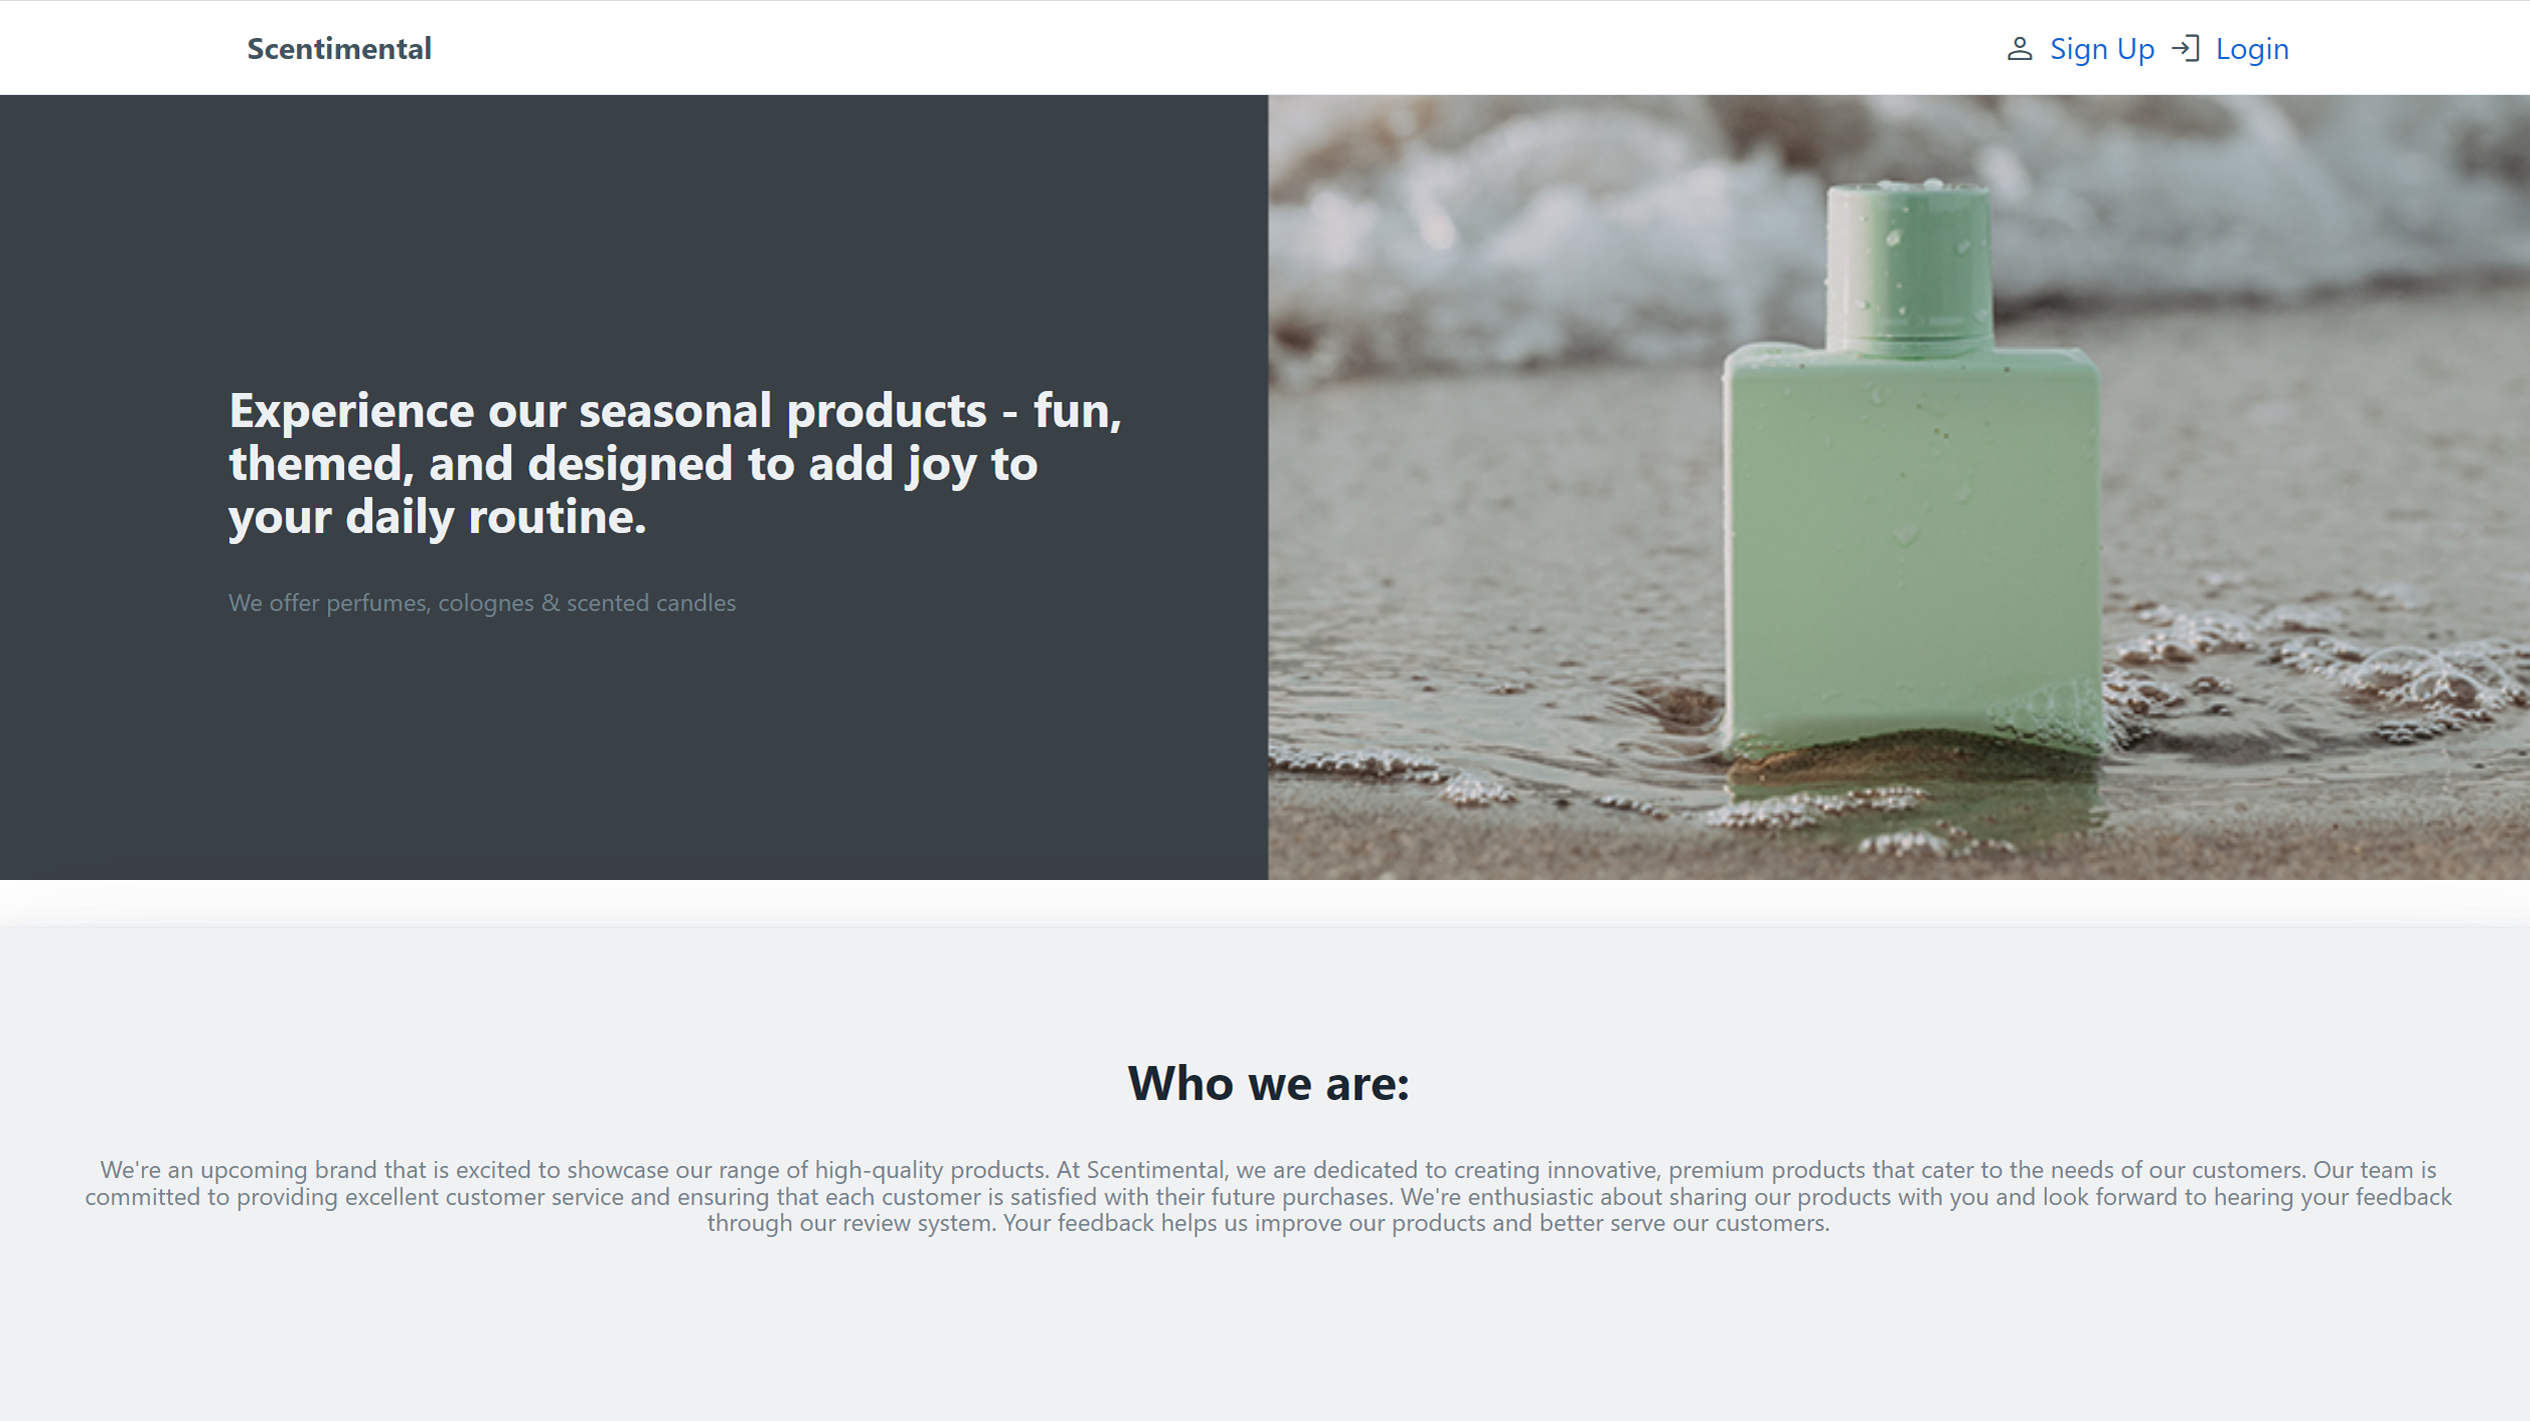 Scentimental
Sign Up
Login
Experience our seasonal products - fun,
themed, and designed to add joy to
your daily routine.
We offer perfumes, colognes & scented candles
Who we are:
We're an upcoming brand that is excited to showcase our range of high-quality products. At Scentimental, we are dedicated to creating innovative, premium products that cater to the needs of our customers. Our team is
committed to providing excellent customer service and ensuring that each customer is satisfied with their future purchases. We're enthusiastic about sharing our products with you and look forward to hearing your feedback
through our review system. Your feedback helps us improve our products and better serve our customers.